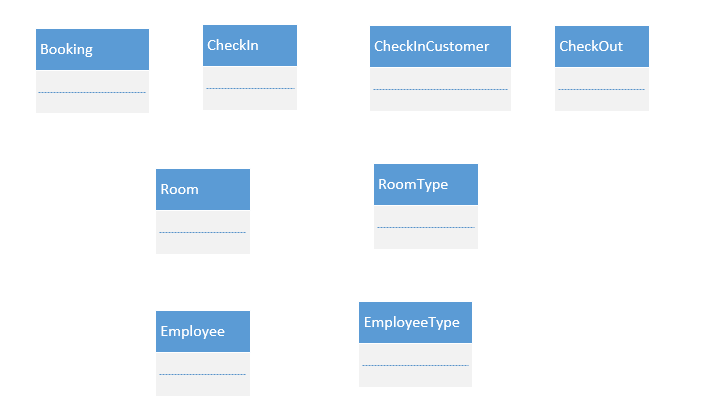 Booking
CheckIn
CheckInCustomer
CheckOut
Room
RoomType
Employee
EmployeeType